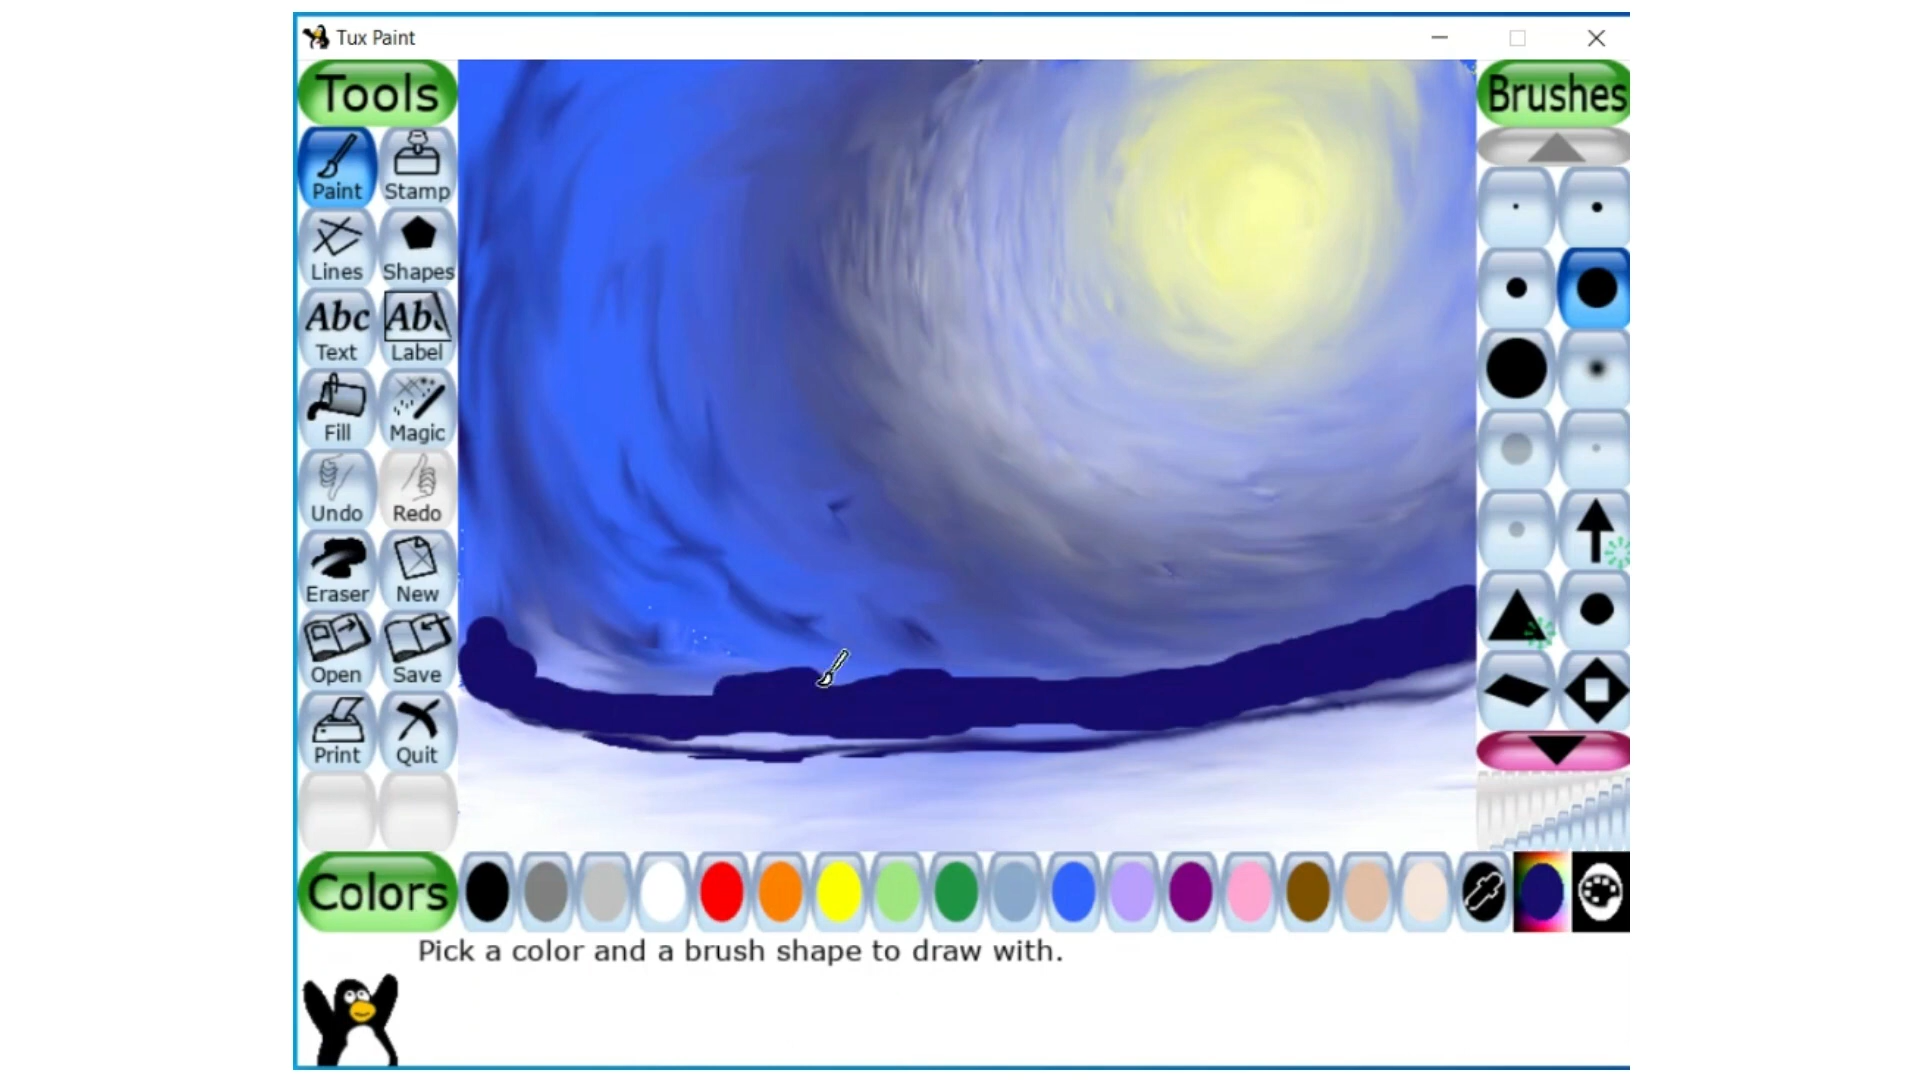 Tux Paint
Tools
Brushes
Paint
Stamp
Lines
Shapes
Abc
Abc
Text
Label
Fill
Magic
Undo
Redo
Eraser
New
Open
Save
Print
Quit
Colors
Pick a color and a brush shape to draw with.